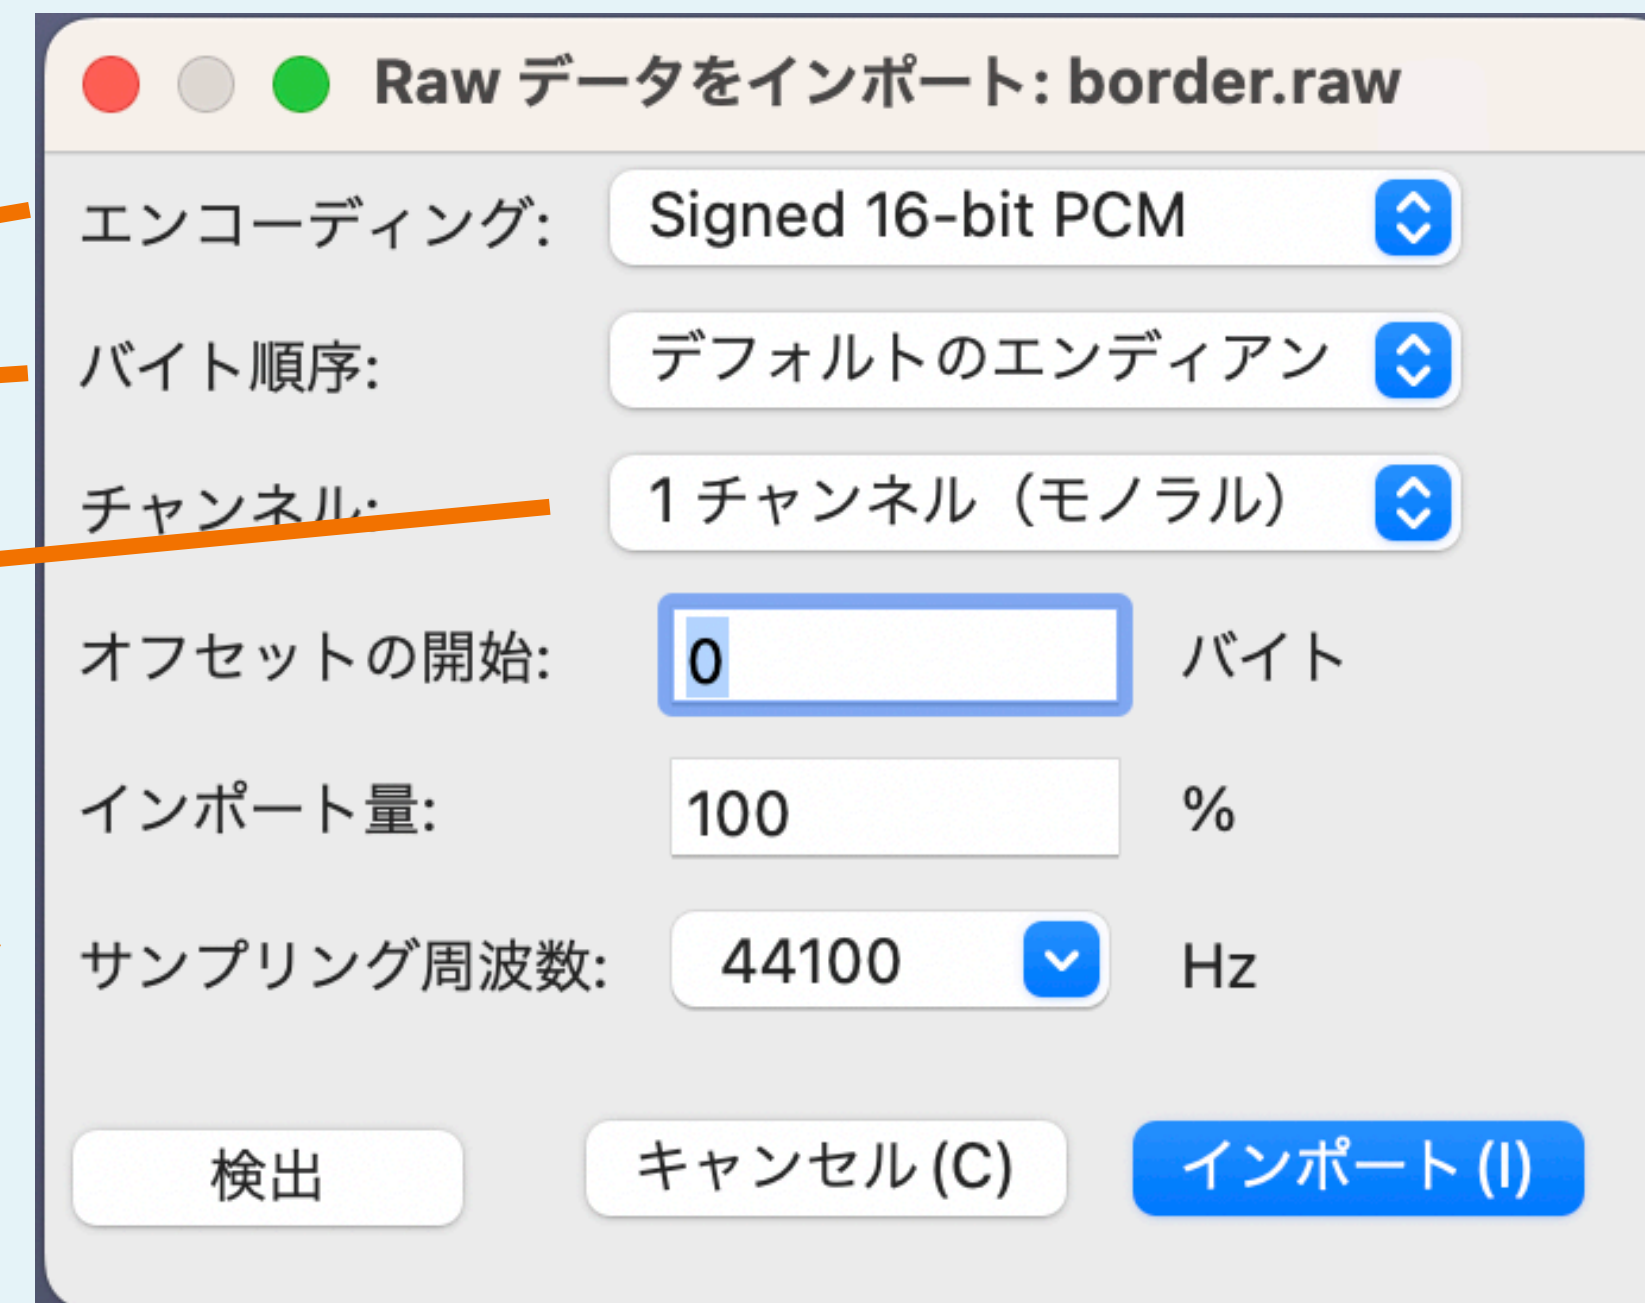 Raw データをインポート: border.raw
エンコーディング: Signed 16-bit PCM
バイト順序: デフォルトのエンディアン
チャンネル: 1 チャンネル（モノラル）
オフセットの開始: 0 バイト
インポート量: 100 %
サンプリング周波数: 44100 Hz
検出 キャンセル (C) インポート (I)